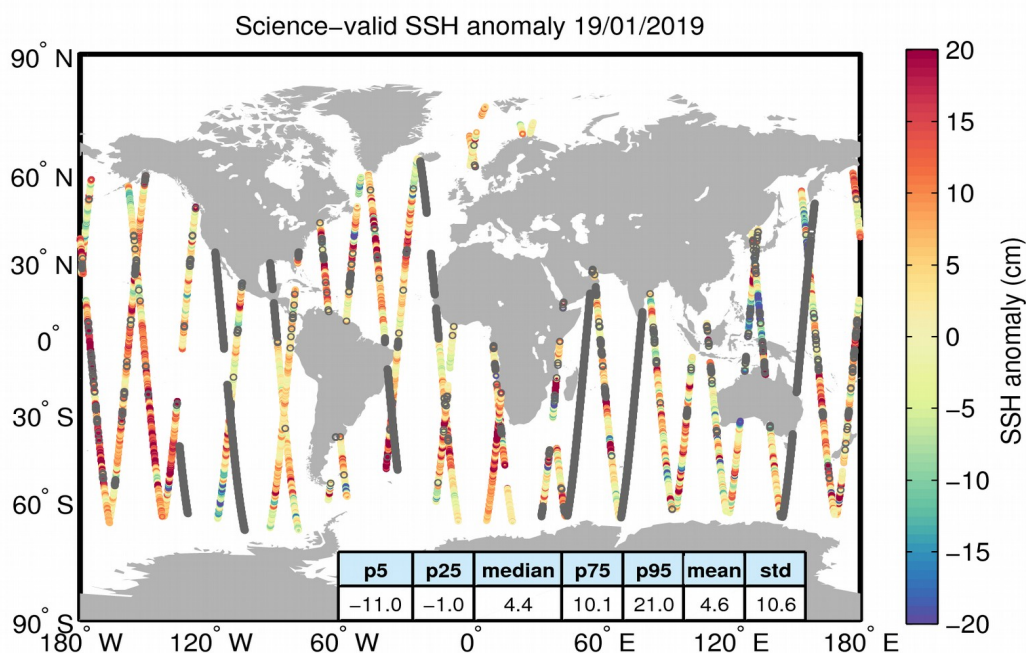 Science−valid SSH anomaly 19/01/2019
90° N
60° N
30° N
0°
30° S
60° S
90° S
180° W
120° W
60° W
0°
60° E
120° E
180° E
p5 p25 median p75 p95 mean std
−11.0 −1.0 4.4 10.1 21.0 4.6 10.6
20
15
10
5
0
−5
−10
−15
−20
SSH anomaly (cm)